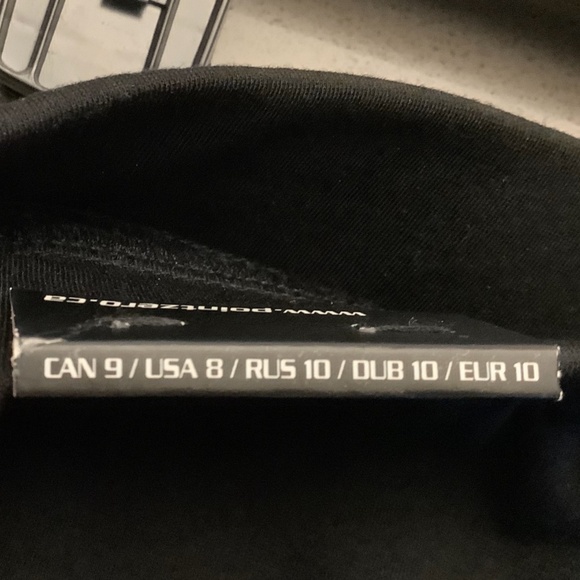 www.pointzero.ca
CAN 9 / USA 8 / RUS 10 / DUB 10 / EUR 10